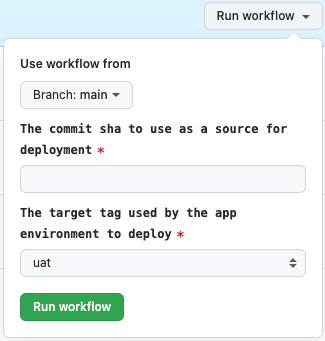 Run workflow
Use workflow from
Branch: main
The commit sha to use as a source for
deployment *
The target tag used by the app
environment to deploy *
uat
Run workflow